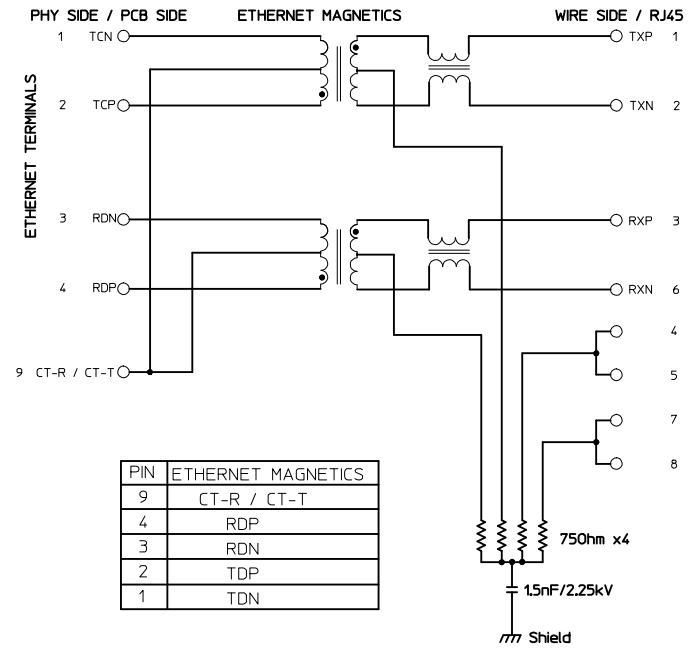 PHY SIDE / PCB SIDE ETHERNET MAGNETICS WIRE SIDE / RJ45
1 TCN TXP 1
ETHERNET TERMINALS
2 TCP TXN 2
3 RDN RXP 3
4 RDP RXN 6
4
9 CT-R / CT-T 5
7
8
PIN ETHERNET MAGNETICS
9 CT-R / CT-T
4 RDP
3 RDN
2 TDP
1 TDN
75Ohm x4
1.5nF/2.25kV
Shield